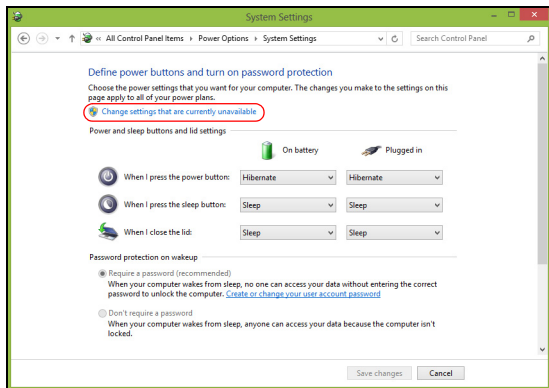 System Settings
« All Control Panel Items › Power Options › System Settings
Search Control Panel
Define power buttons and turn on password protection
Choose the power settings that you want for your computer. The changes you make to the settings on this
page apply to all of your power plans.
Change settings that are currently unavailable
Power and sleep buttons and lid settings
On battery Plugged in
When I press the power button: Hibernate Hibernate
When I press the sleep button: Sleep Sleep
When I close the lid: Sleep Sleep
Password protection on wakeup
Require a password (recommended)
When your computer wakes from sleep, no one can access your data without entering the correct
password to unlock the computer. Create or change your user account password
Don't require a password
When your computer wakes from sleep, anyone can access your data because the computer isn't
locked.
Save changes Cancel